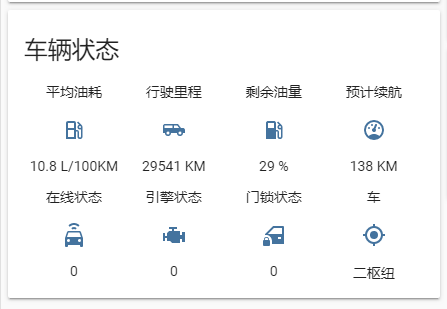 车辆状态
平均油耗 行驶里程 剩余油量 预计续航
10.8 L/100KM 29541 KM 29 % 138 KM
在线状态 引擎状态 门锁状态 车
0 0 0 二枢纽